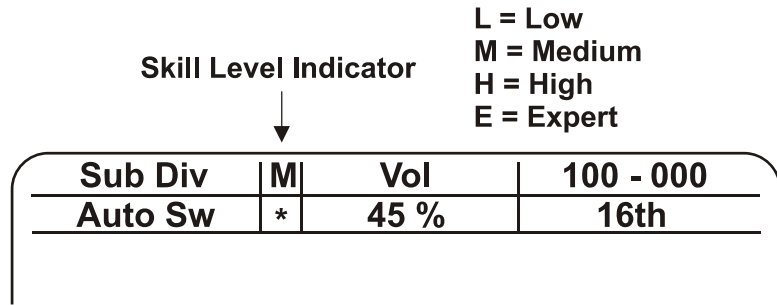 L = Low
M = Medium
H = High
E = Expert
Skill Level Indicator
Sub Div M Vol 100 - 000
Auto Sw * 45 % 16th